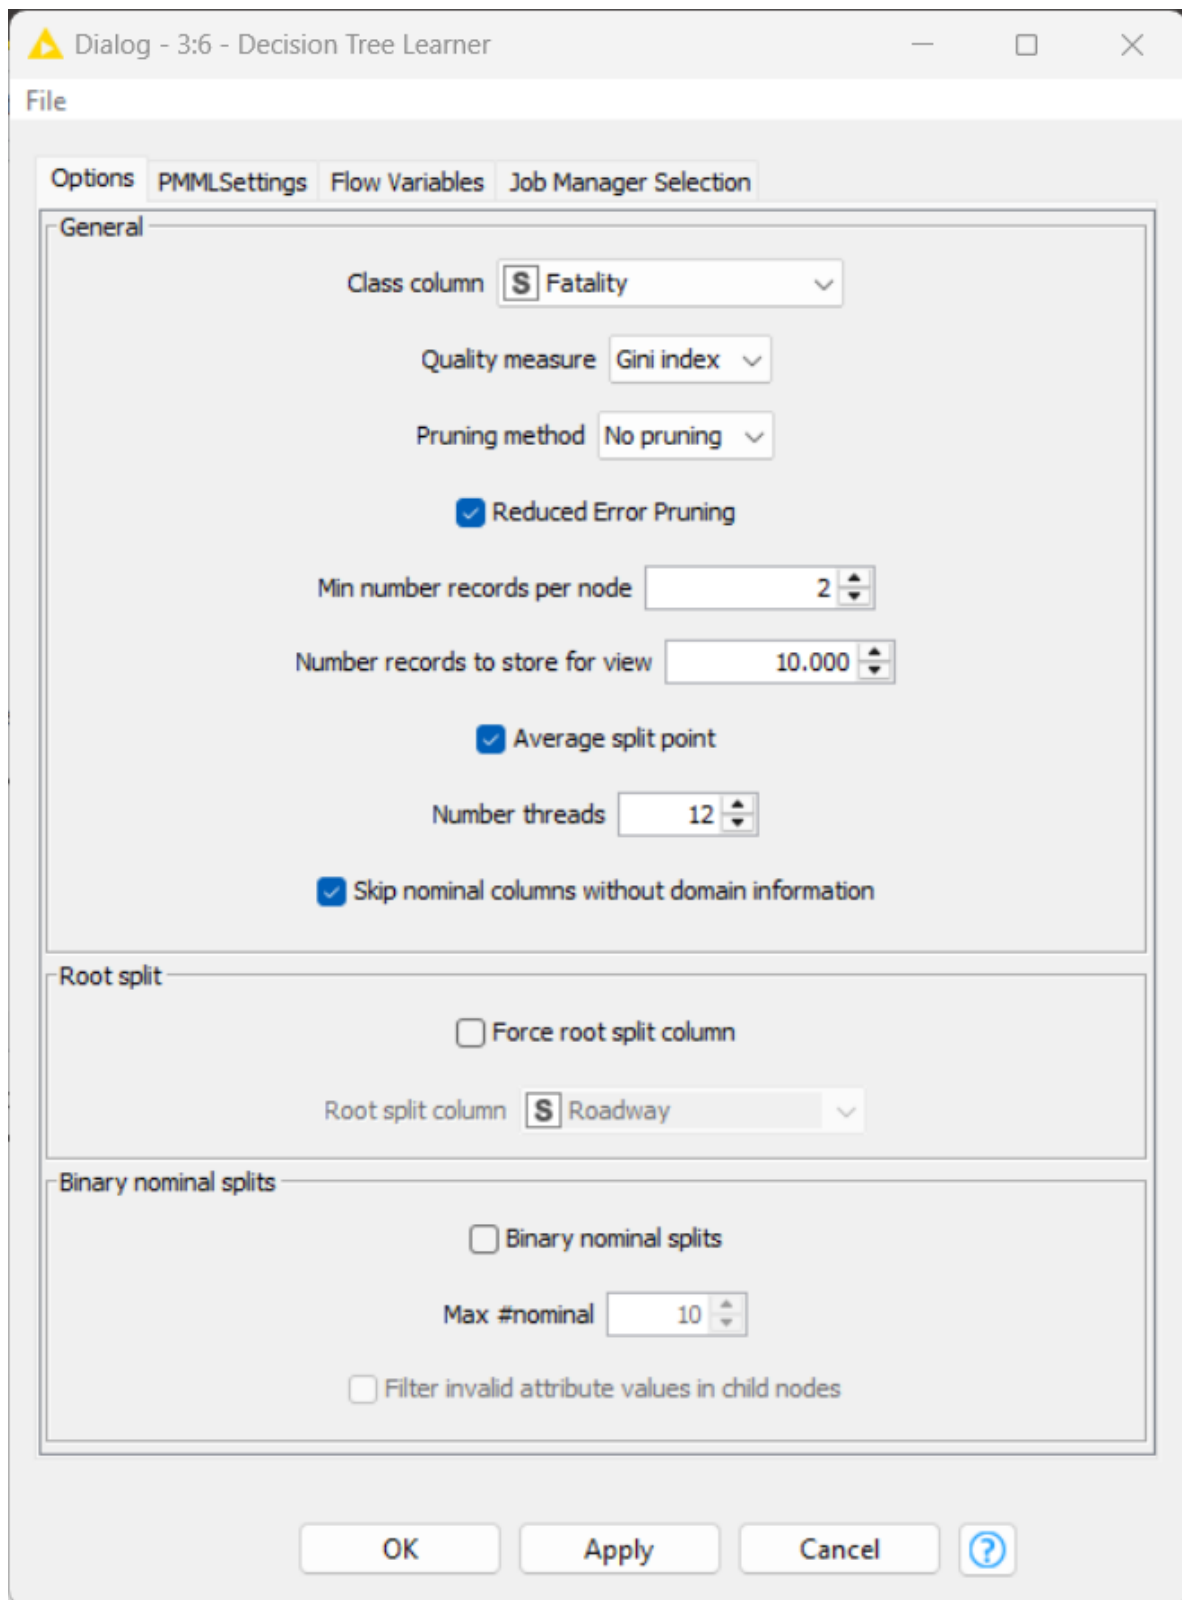 Dialog - 3:6 - Decision Tree Learner
File
Options PMMLSettings Flow Variables Job Manager Selection
General
Class column S Fatality
Quality measure Gini index
Pruning method No pruning
Reduced Error Pruning
Min number records per node 2
Number records to store for view 10.000
Average split point
Number threads 12
Skip nominal columns without domain information
Root split
Force root split column
Root split column S Roadway
Binary nominal splits
Binary nominal splits
Max #nominal 10
Filter invalid attribute values in child nodes
OK Apply Cancel ?